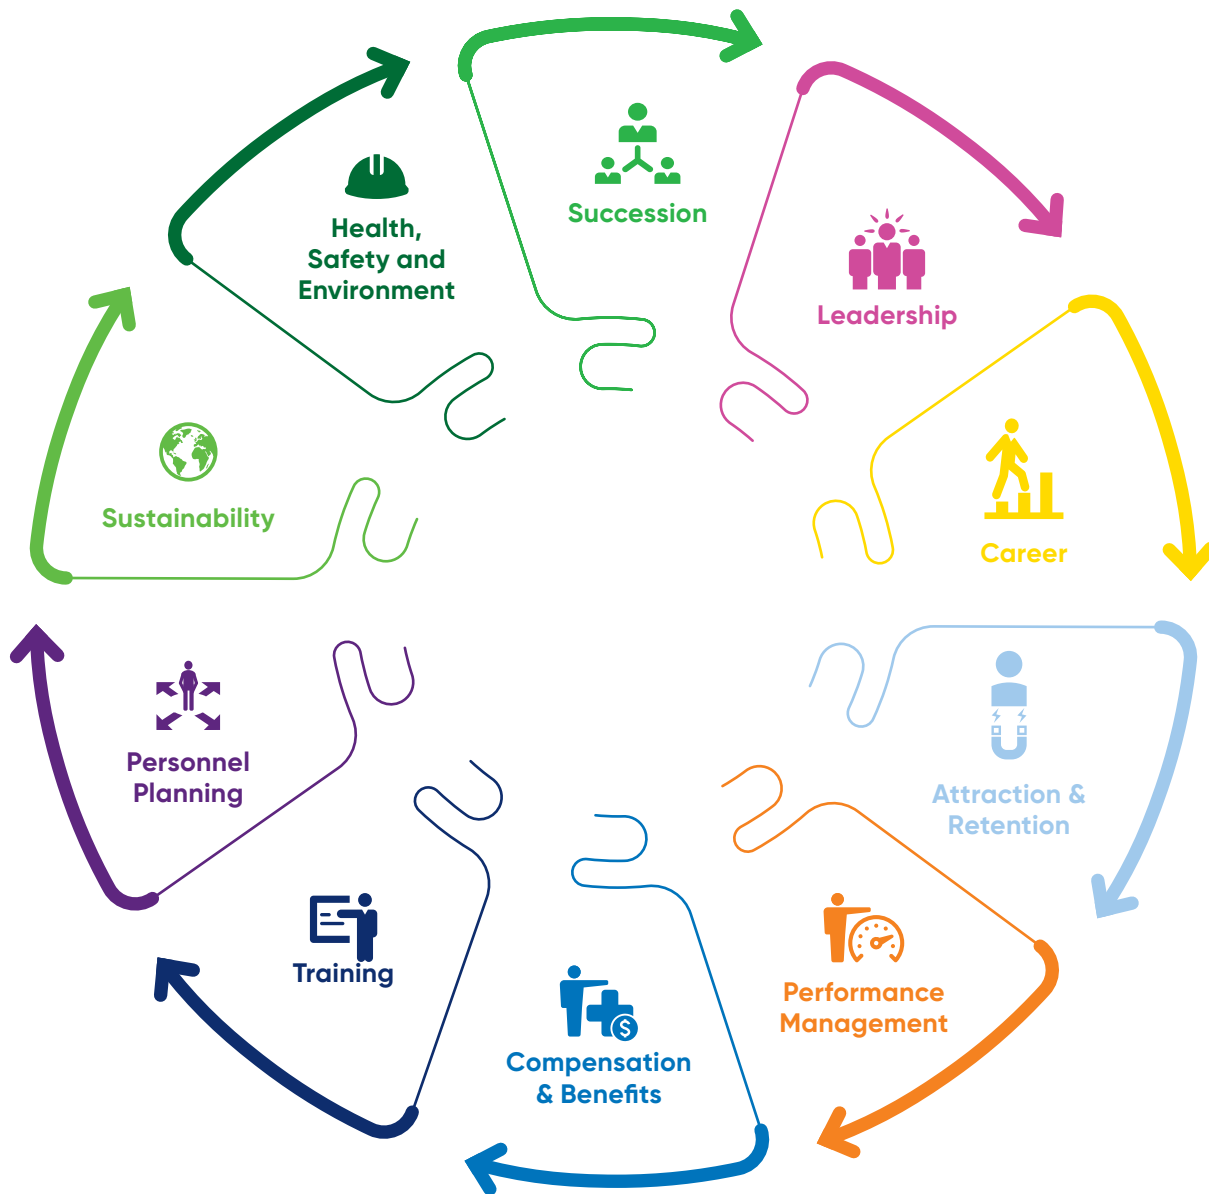 Succession
Leadership
Career
Attraction &
Retention
Performance
Management
$
Compensation
& Benefits
Training
Personnel
Planning
Sustainability
Health,
Safety and
Environment